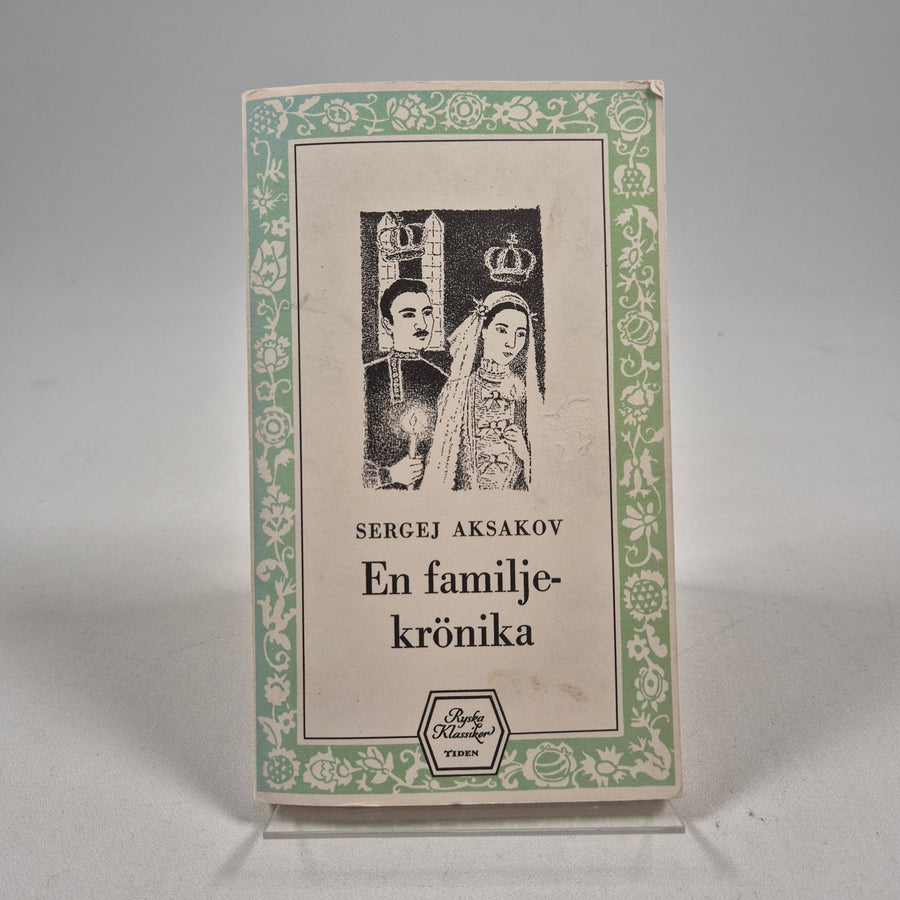 SERGEJ AKSAKOV
En familje-
krönika
Ryska
Klassiker
TIDEN